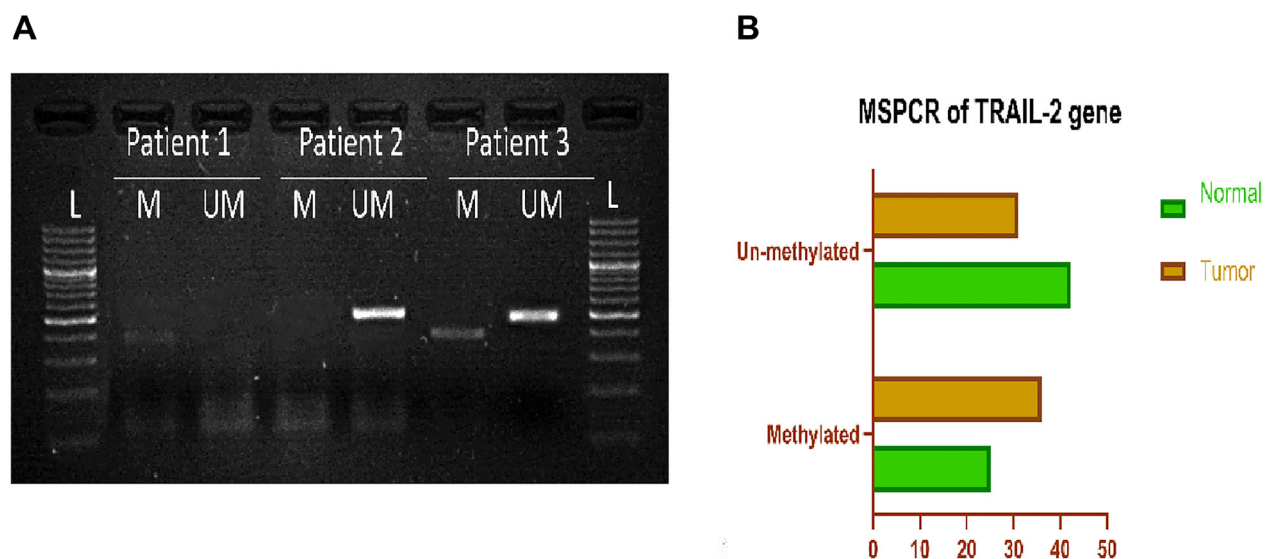 A
B
Patient 1
Patient 2
Patient 3
L
M
UM
M
UM
M
UM
L
MSPCR of TRAIL-2 gene
Normal
Tumor
Un-methylated
Methylated
0 10 20 30 40 50